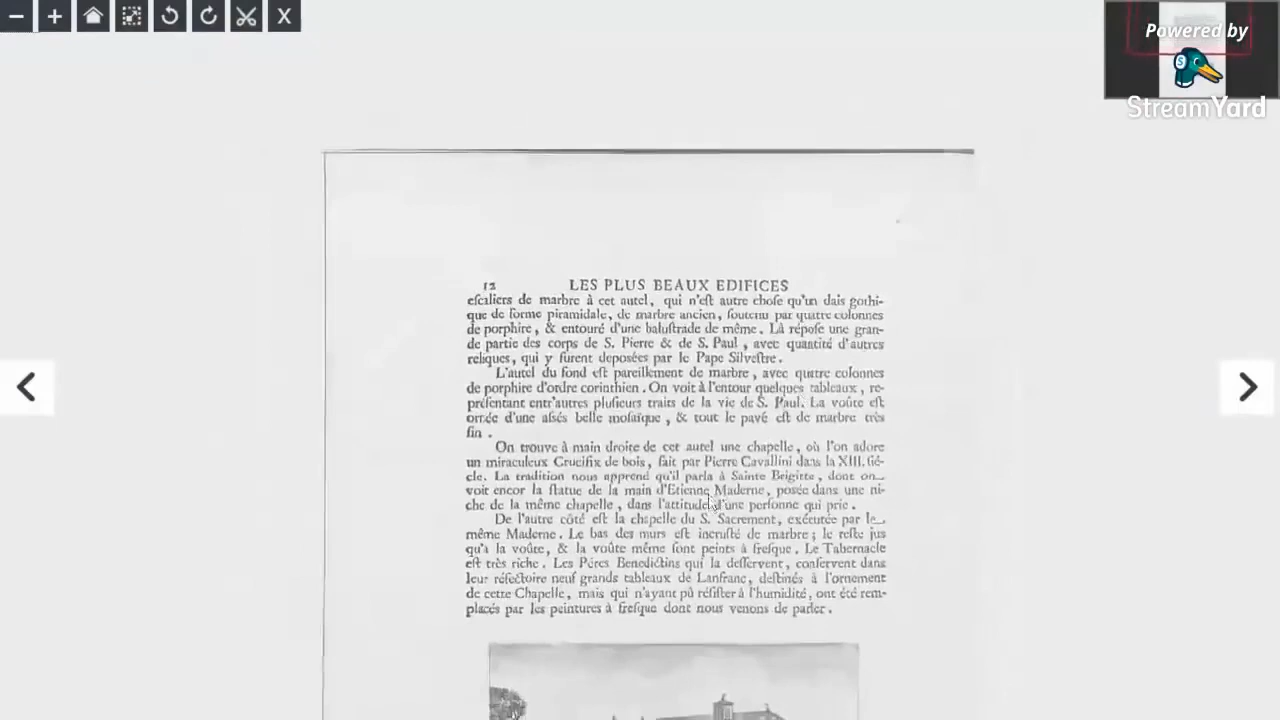 Powered by
StreamYard
12 LES PLUS BEAUX EDIFICES
eſcaliers de marbre à cet autel, qui n'eſt autre choſe qu'un dais gothi-
que de forme piramidale, de marbre ancien, ſoutenu par quatre colonnes
de porphire, & entouré d'une baluſtrade de même. Là répoſe une gran-
de partie des corps de S. Pierre & de S. Paul, avec quantité d'autres
reliques, qui y furent depoſées par le Pape Silveſtre.
L'autel du fond eſt pareillement de marbre, avec quatre colonnes
de porphire d'ordre corinthien. On voit à l'entour quelques tableaux, re-
préſentant entr'autres pluſieurs traits de la vie de S. Paul. La voûte eſt
ornée d'une aſsés belle moſaïque, & tout le pavé eſt de marbre très
fin.
On trouve à main droite de cet autel une chapelle, où l'on adore
un miraculeux Crucifix de bois, fait par Pierre Cavallini dans la XIII. ſié-
cle. La tradition nous apprend qu'il parla à Sainte Brigitte, dont on
voit encor la ſtatue de la main d'Etienne Maderne, poſée dans une ni-
che de la même chapelle, dans l'attitude d'une perſonne qui prie.
De l'autre côté eſt la chapelle du S. Sacrement, exécutée par le
même Maderne. Le bas des murs eſt incruſté de marbre; le reſte jus
qu'à la voûte, & la voûte même ſont peints à freſque. Le Tabernacle
eſt très riche. Les Péres Benedictins qui la deſſervent, conſervent dans
leur réfectoire neuf grands tableaux de Lanfranc, deſtinés à l'ornement
de cette Chapelle, mais qui n'ayant pû réſiſter à l'humidité, ont été rem-
placés par les peintures à freſque dont nous venons de parler.